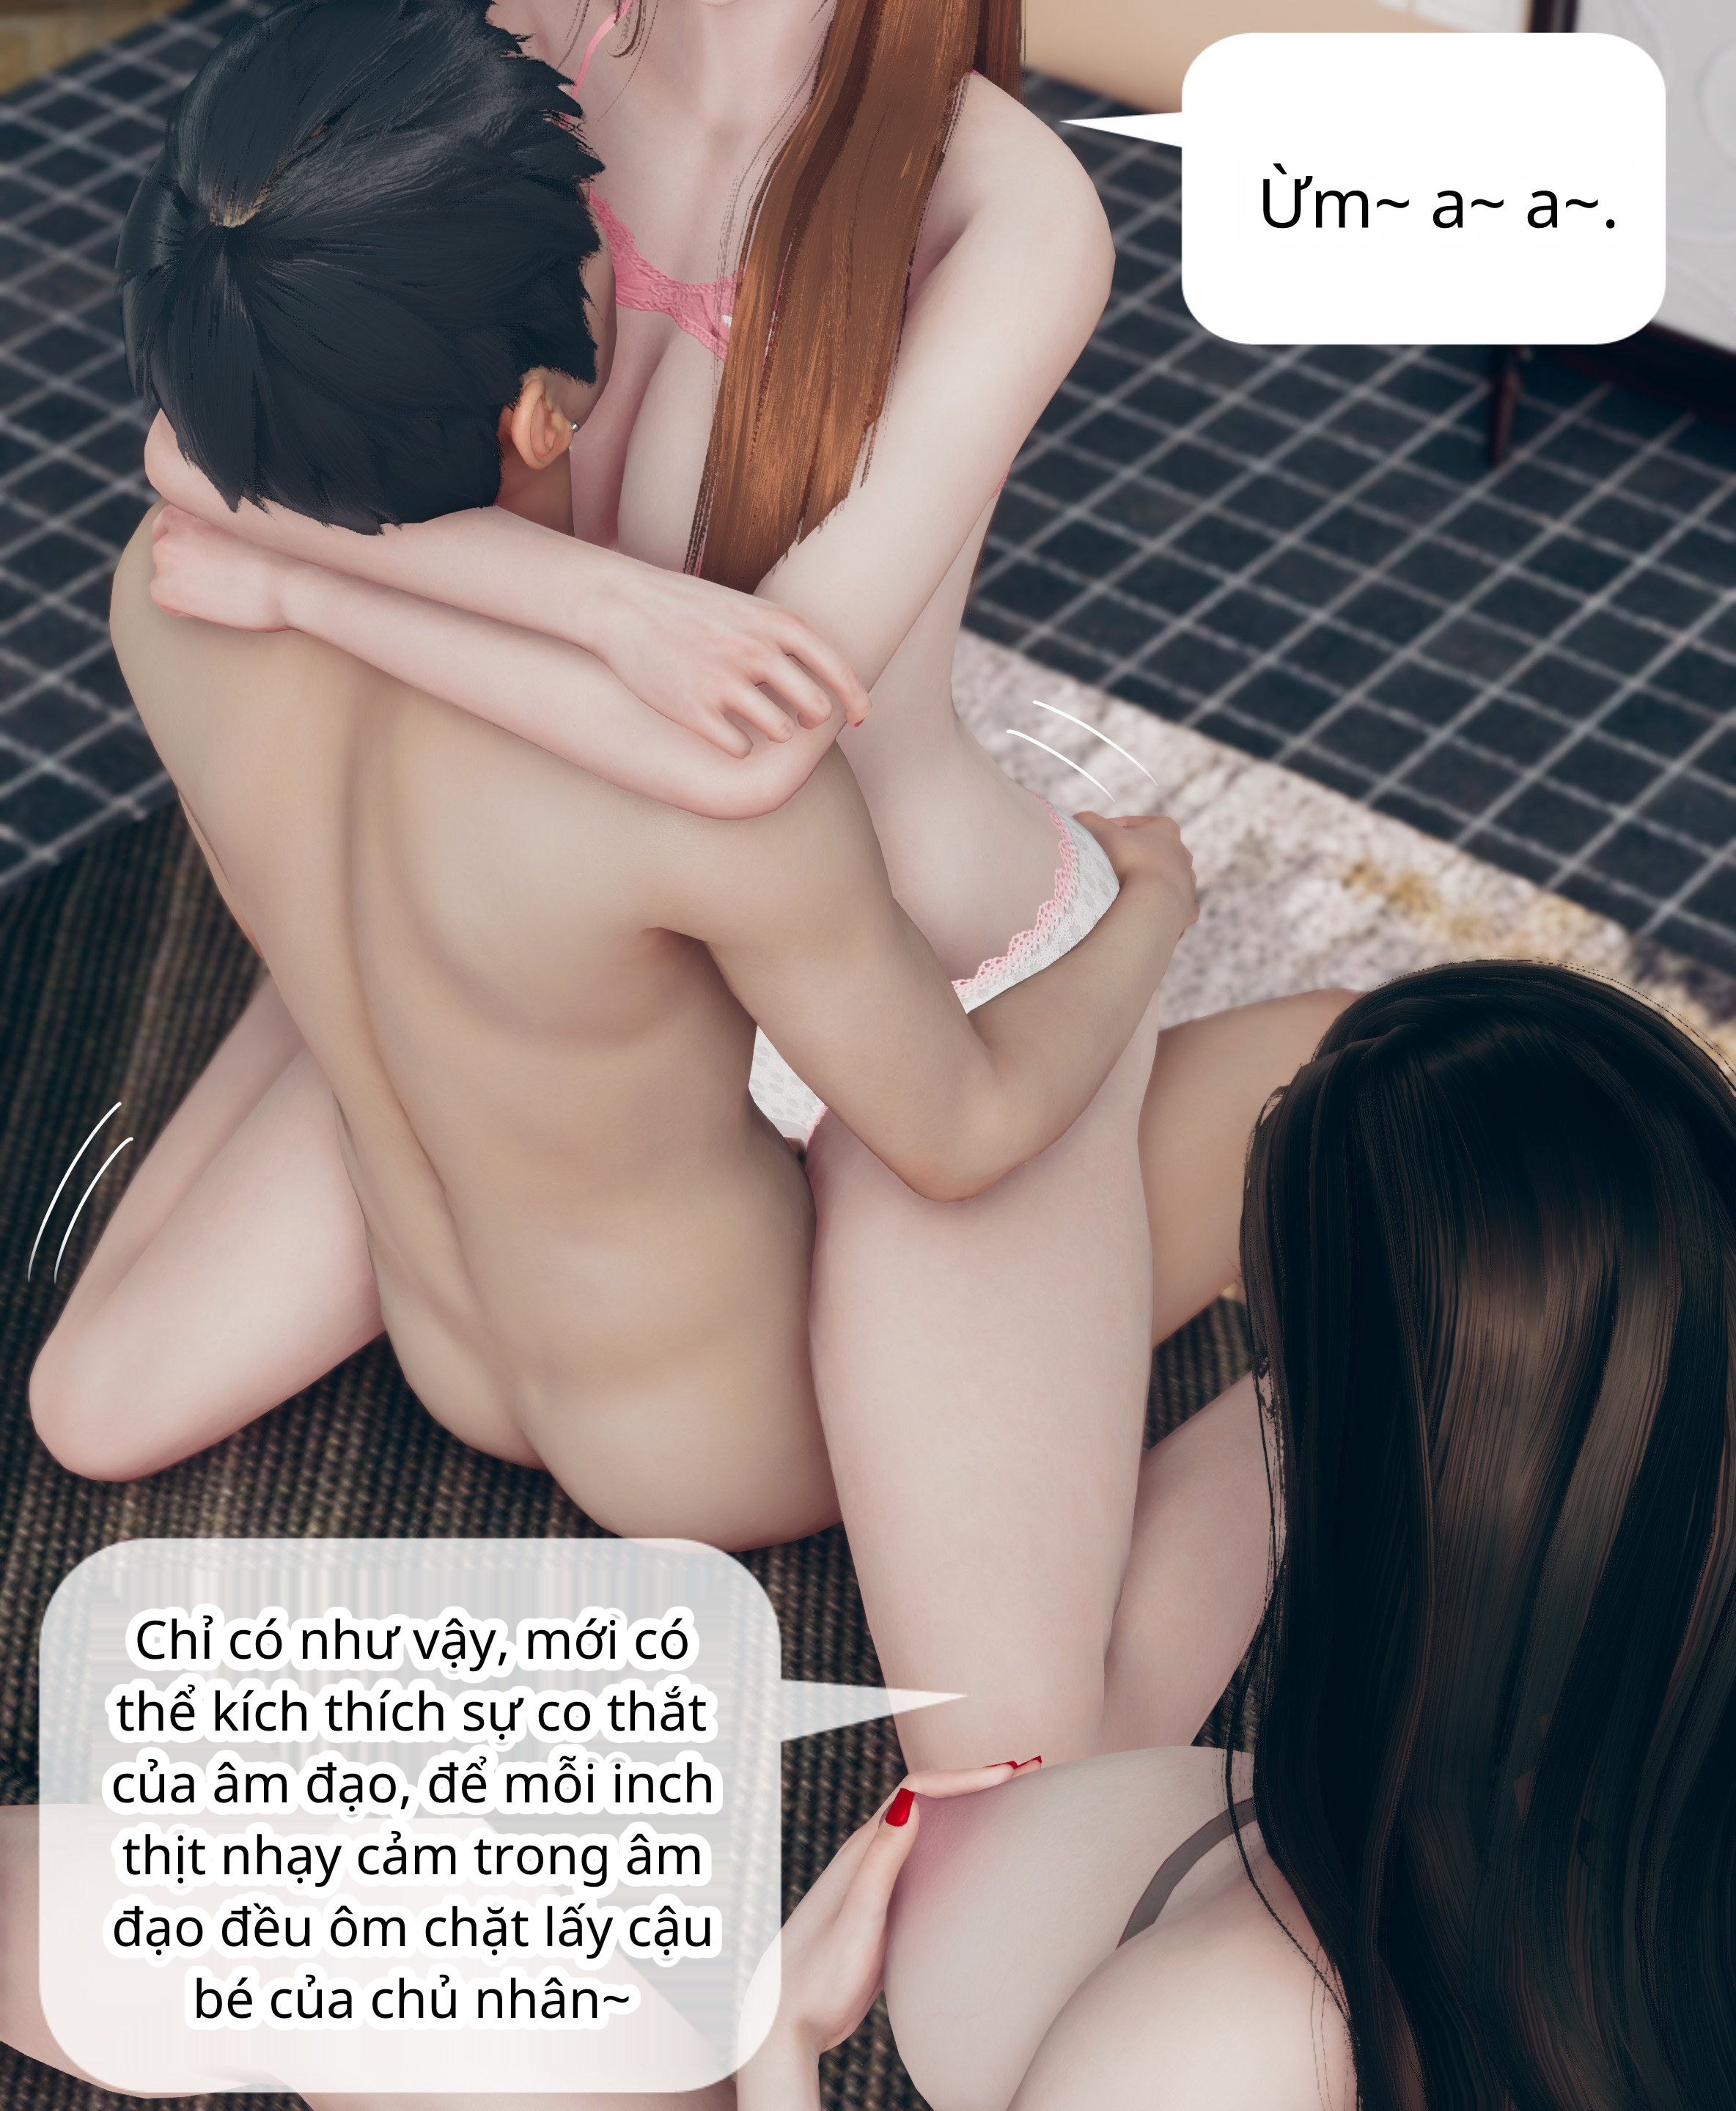 Ừm~ a~ a~.
Chỉ có như vậy, mới có
thể kích thích sự co thắt
của âm đạo, để mỗi inch
thịt nhạy cảm trong âm
đạo đều ôm chặt lấy cậu
bé của chủ nhân~